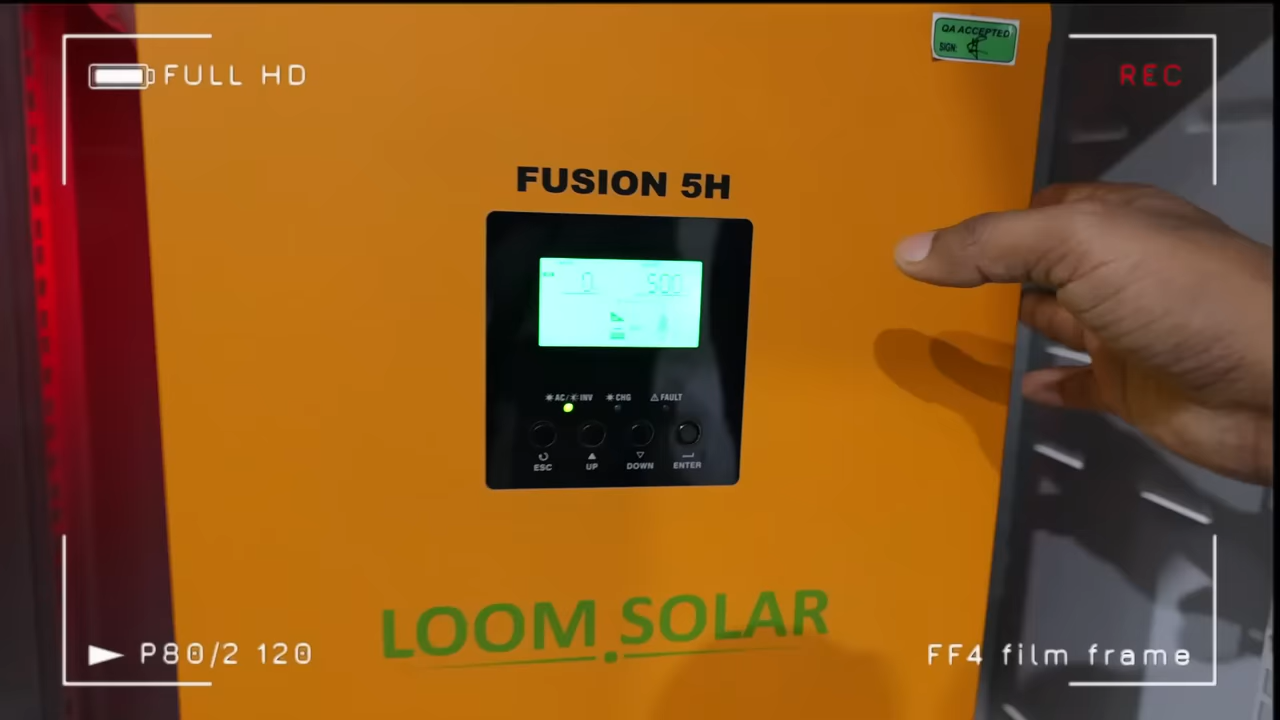 QA ACCEPTED
SIGN:
FULL HD
REC
FUSION 5H
0
500
AC/ INV CHG FAULT
ESC UP DOWN ENTER
LOOM SOLAR
P80/2 120
FF4 film frame